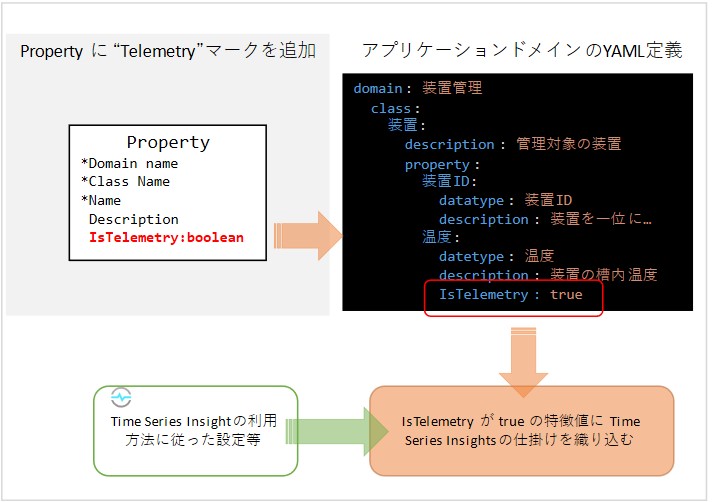 Property に “Telemetry”マークを追加
Property
*Domain name
*Class Name
*Name
Description
IsTelemetry:boolean
アプリケーションドメインのYAML定義
domain: 装置管理
class:
装置:
description: 管理対象の装置
property:
装置ID:
datatype: 装置ID
description: 装置を一位に…
温度:
datetype: 温度
description: 装置の槽内温度
IsTelemetry: true
Time Series Insightの利用
方法に従った設定等
IsTelemetry が true の特徴値に Time
Series Insightsの仕掛けを織り込む